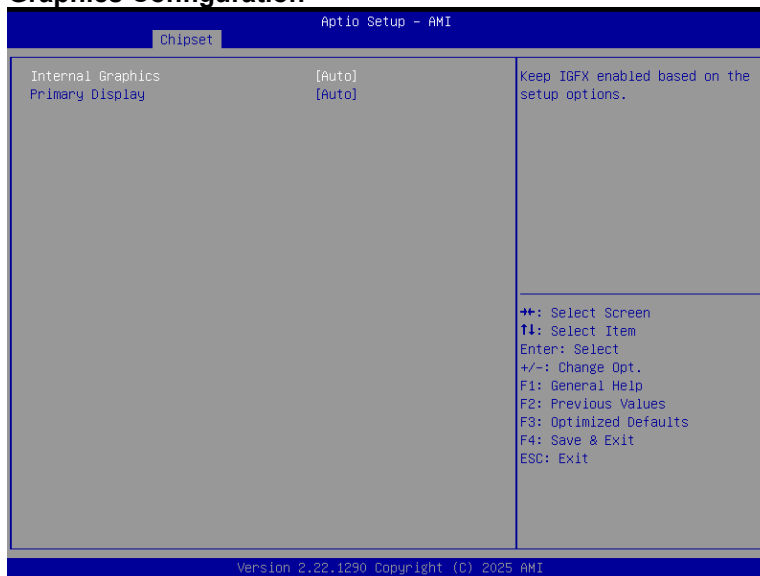 Graphics Configuration
Aptio Setup – AMI
Chipset
Internal Graphics [Auto]
Primary Display [Auto]
Keep IGFX enabled based on the
setup options.
→←: Select Screen
↑↓: Select Item
Enter: Select
+/-: Change Opt.
F1: General Help
F2: Previous Values
F3: Optimized Defaults
F4: Save & Exit
ESC: Exit
Version 2.22.1290 Copyright (C) 2025 AMI